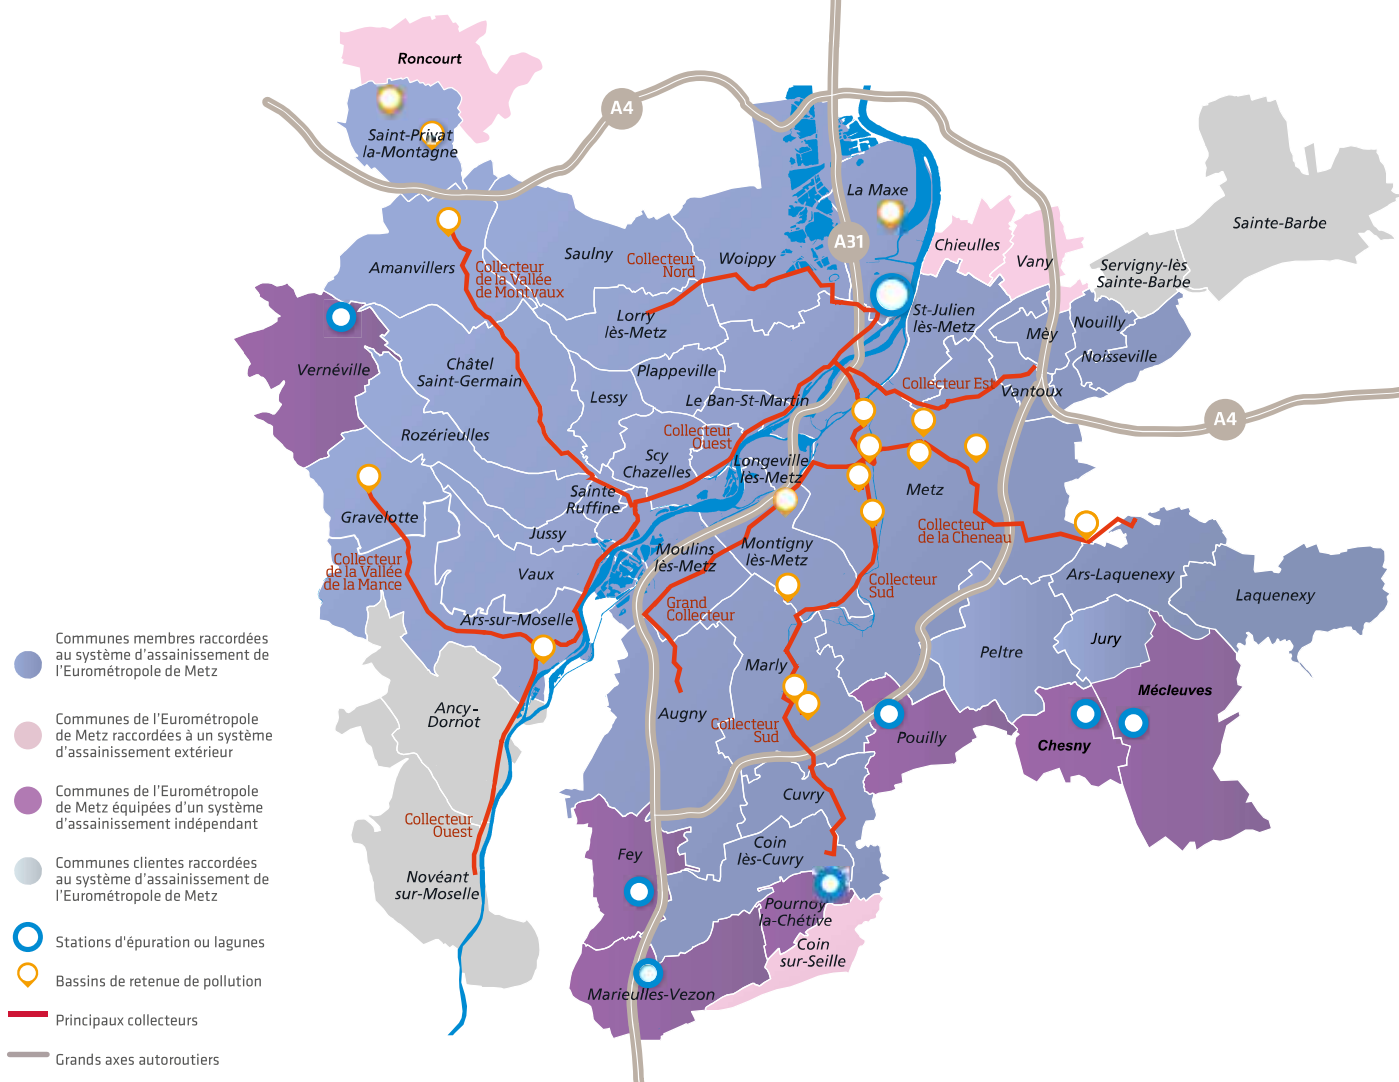 Roncourt
A4
Saint-Privat
la-Montagne
La Maxe
A31
Sainte-Barbe
Chieulles
Vany
Servigny-lès
Sainte-Barbe
Saulny
Collecteur
Nord
Woippy
Amanvillers
Collecteur
de la Vallée
de Montvaux
Lorry
lès-Metz
St-Julien
lès-Metz
Mèy
Nouilly
Noisseville
Vernéville
Châtel
Saint-Germain
Plappeville
Lessy
Le Ban-St-Martin
Collecteur Est
Vantoux
A4
Rozérieulles
Collecteur
Ouest
Scy
Chazelles
Longeville
lès-Metz
Sainte
Ruffine
Metz
Gravelotte
Jussy
Collecteur
de la Cheneau
Moulins
lès-Metz
Montigny
lès-Metz
Collecteur
de la Vallée
de la Mance
Vaux
Collecteur
Sud
Ars-Laquenexy
Laquenexy
Grand
Collecteur
Ars-sur-Moselle
Jury
Peltre
Marly
Mécleuves
Ancy-
Dornot
Augny
Collecteur
Sud
Pouilly
Chesny
Cuvry
Collecteur
Ouest
Coin
lès-Cuvry
Fey
Novéant
sur-Moselle
Pournoy
la-Chétive
Coin
sur-Seille
Marieulles-Vezon
Communes membres raccordées
au système d'assainissement de
l'Eurométropole de Metz
Communes de l'Eurométropole
de Metz raccordées à un système
d'assainissement extérieur
Communes de l'Eurométropole
de Metz équipées d'un système
d'assainissement indépendant
Communes clientes raccordées
au système d'assainissement de
l'Eurométropole de Metz
Stations d'épuration ou lagunes
Bassins de retenue de pollution
Principaux collecteurs
Grands axes autoroutiers